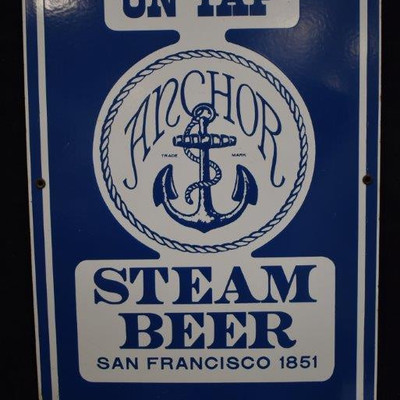 ON TAP
ANCHOR
TRADE MARK
STEAM
BEER
SAN FRANCISCO 1851